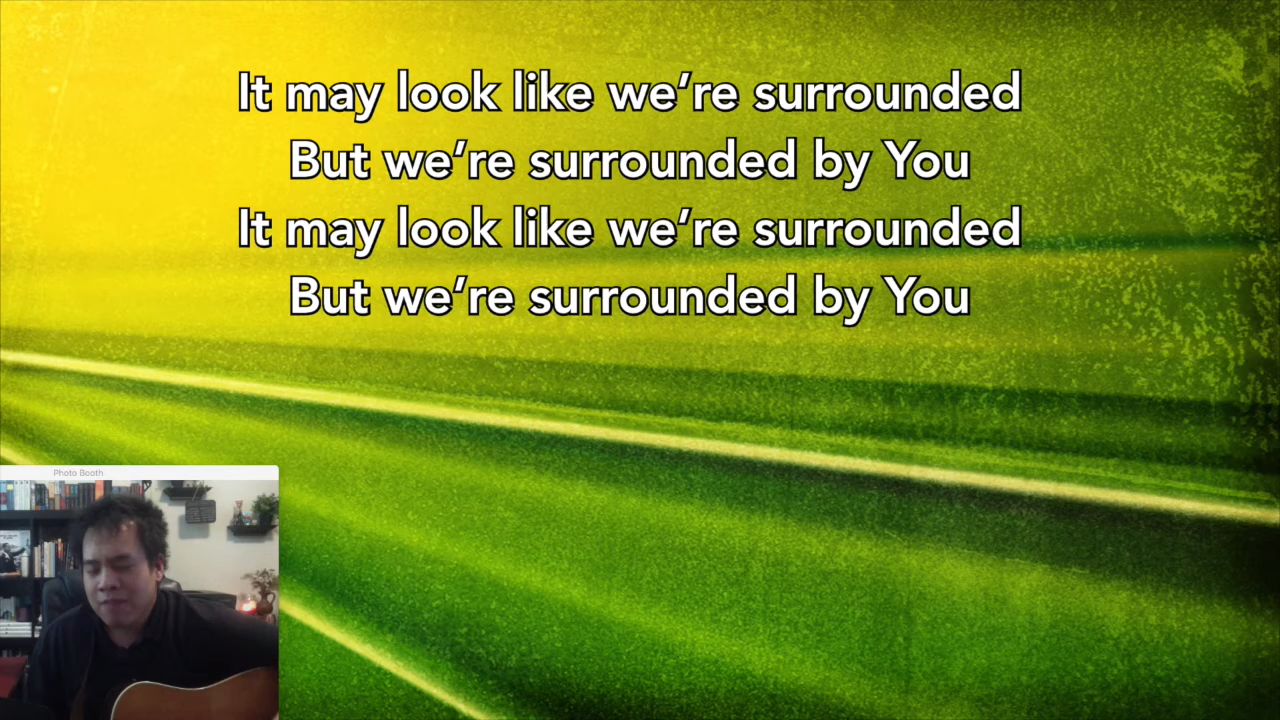 It may look like we’re surrounded
But we’re surrounded by You
It may look like we’re surrounded
But we’re surrounded by You
Photo Booth